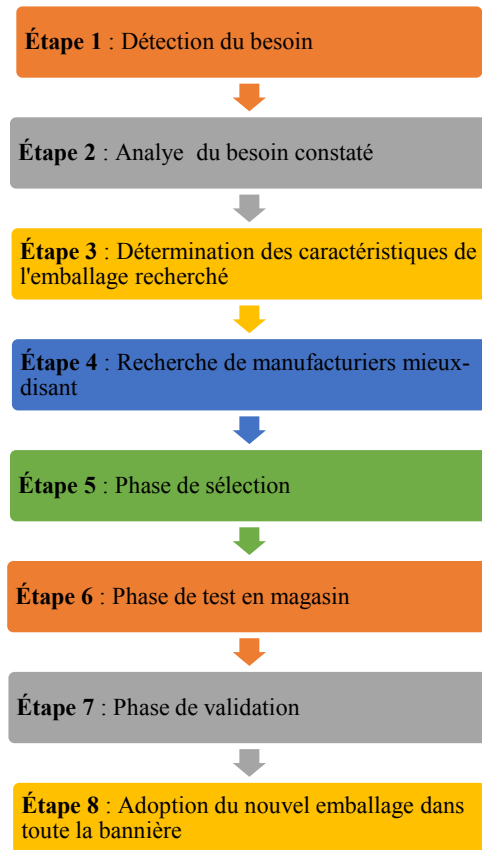 Étape 1 : Détection du besoin
Étape 2 : Analye du besoin constaté
Étape 3 : Détermination des caractéristiques de
l'emballage recherché
Étape 4 : Recherche de manufacturiers mieux-
disant
Étape 5 : Phase de sélection
Étape 6 : Phase de test en magasin
Étape 7 : Phase de validation
Étape 8 : Adoption du nouvel emballage dans
toute la bannière